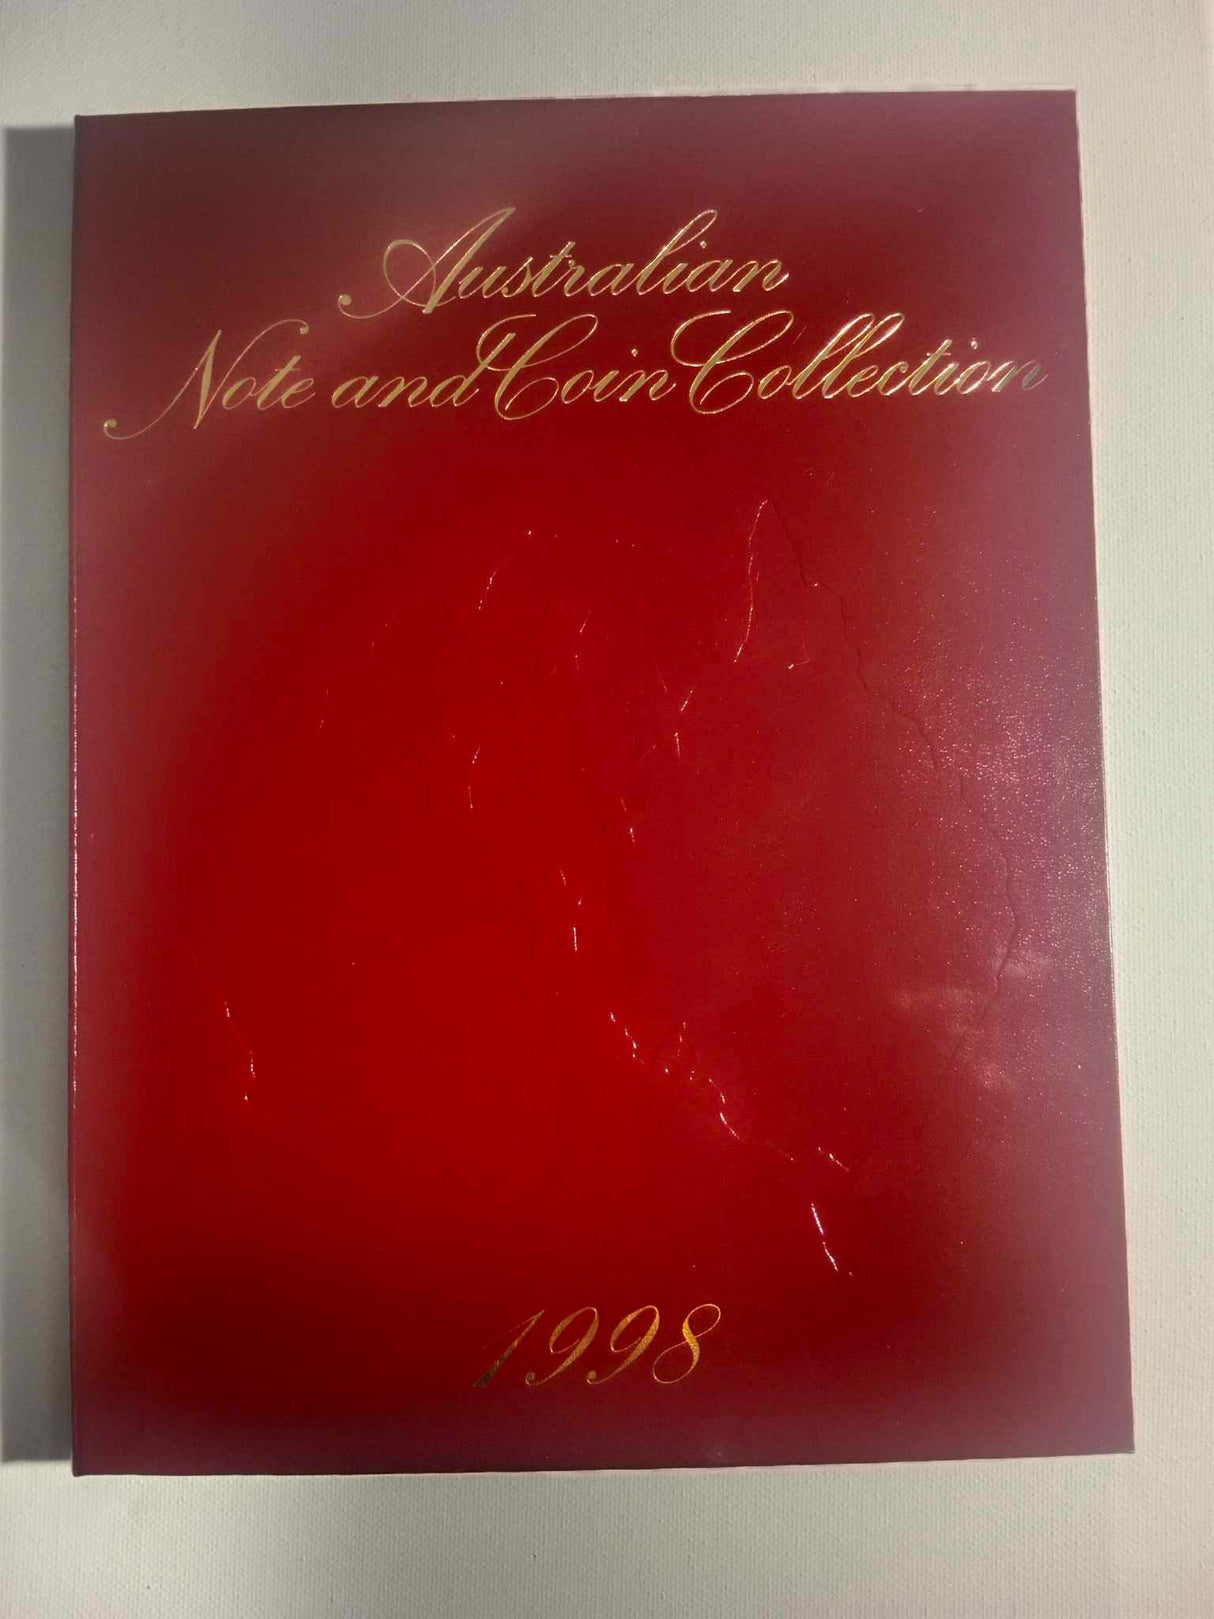 Australian
Note and Coin Collection
1998